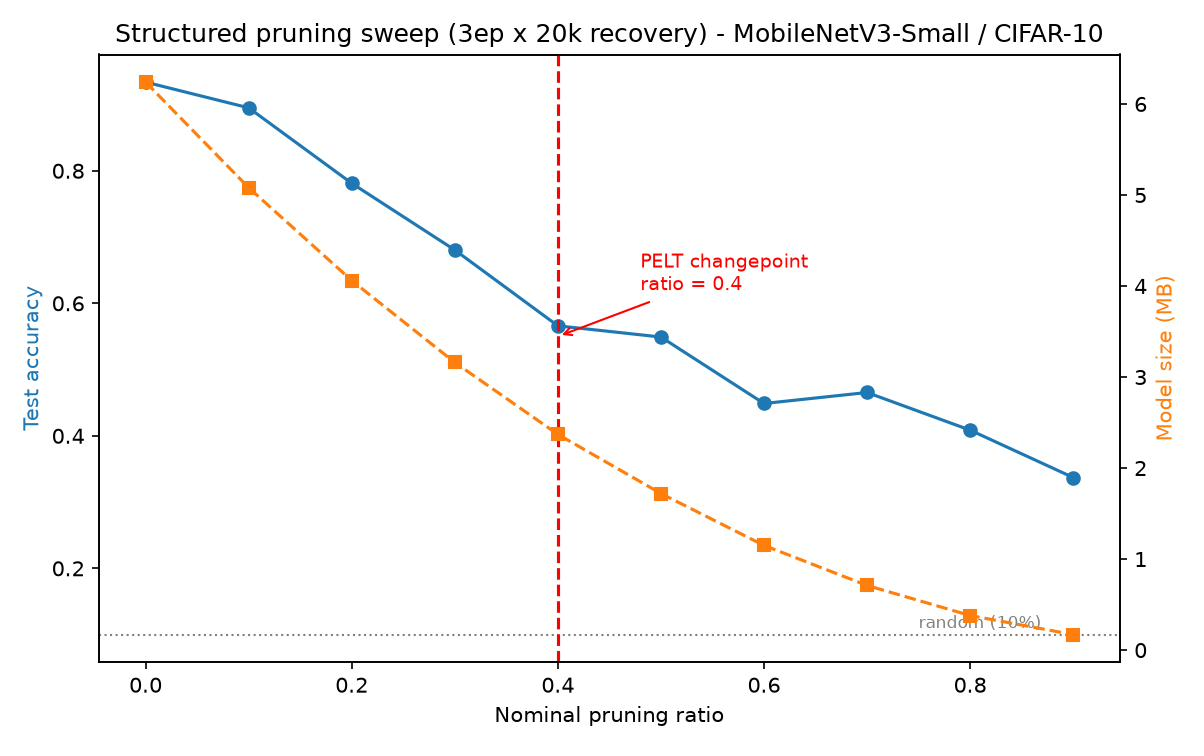 Structured pruning sweep (3ep x 20k recovery) - MobileNetV3-Small / CIFAR-10
Test accuracy
0.8
0.6
0.4
0.2
PELT changepoint
ratio = 0.4
random (10%)
6
5
4
3
2
1
0
Model size (MB)
0.0
0.2
0.4
0.6
0.8
Nominal pruning ratio